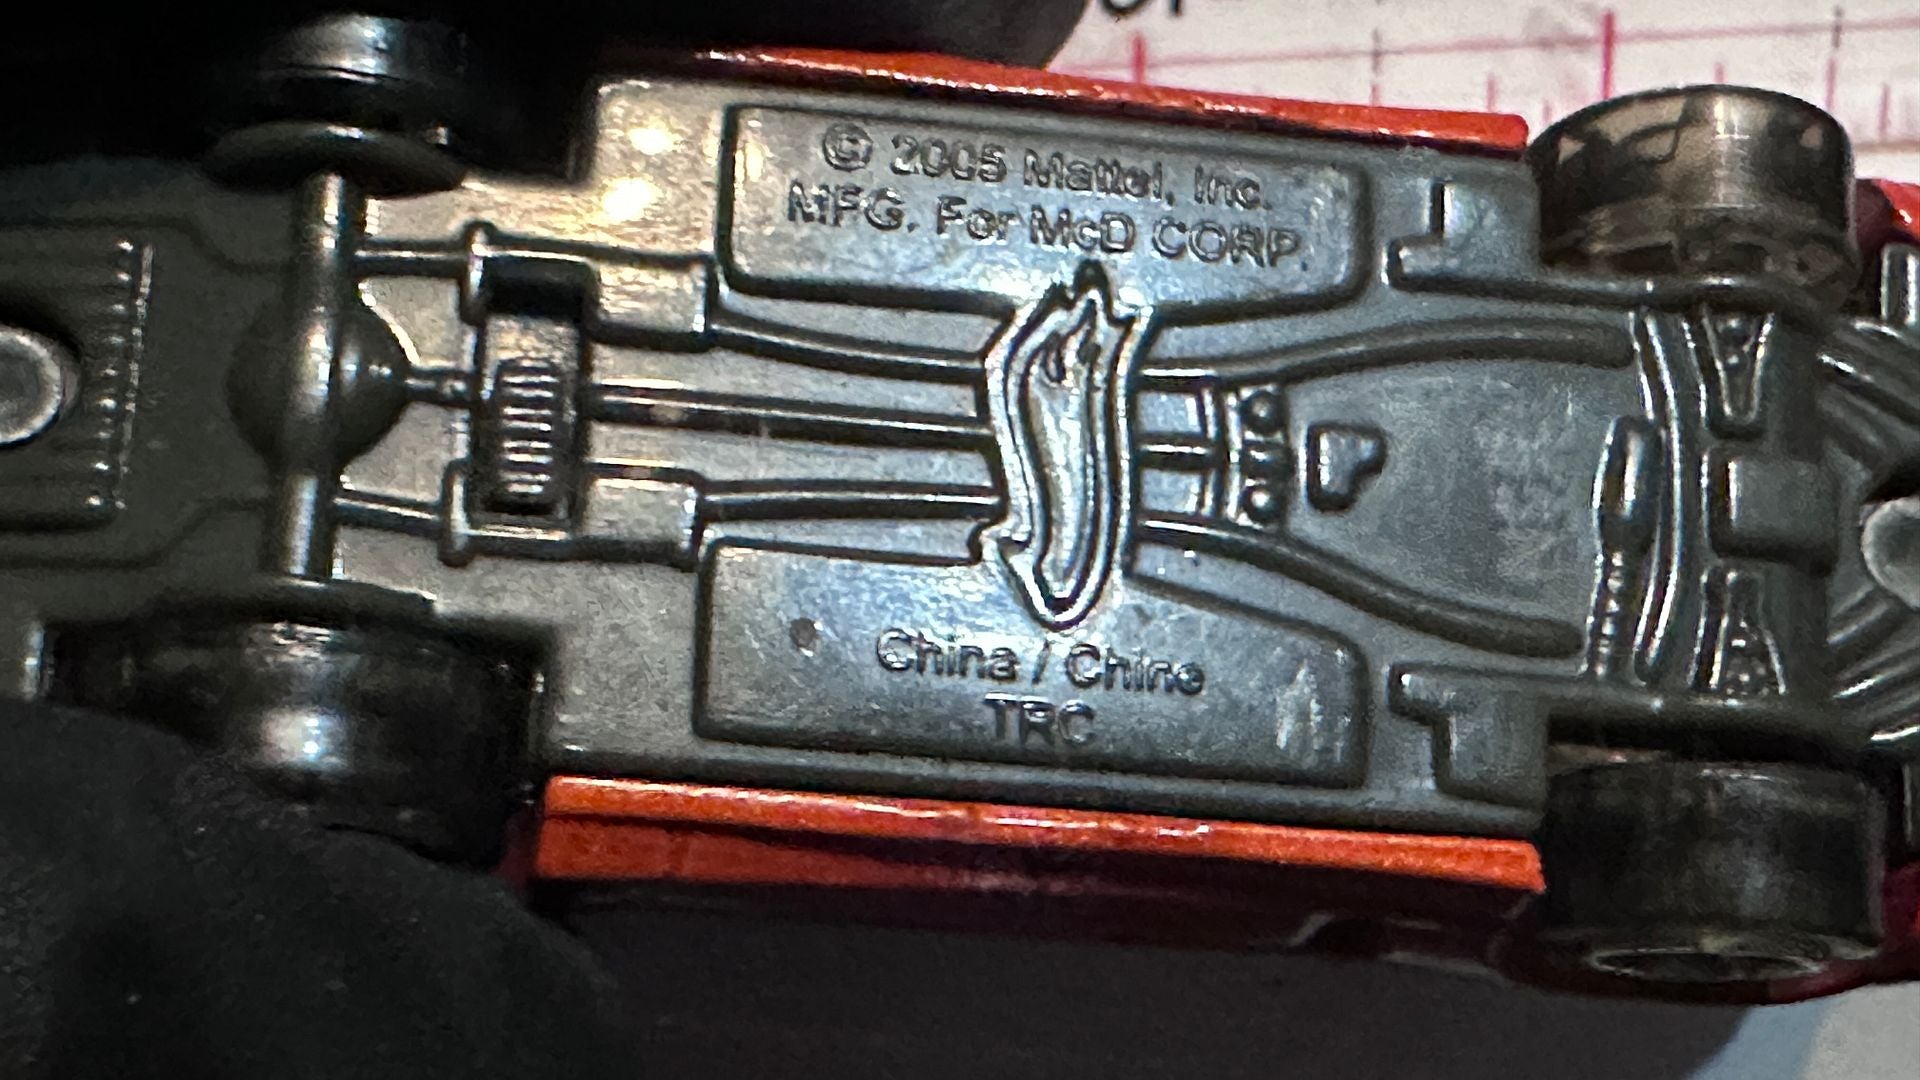 © 2005 Mattel, Inc.
MFG. For McD CORP.
China / Chine
TRC